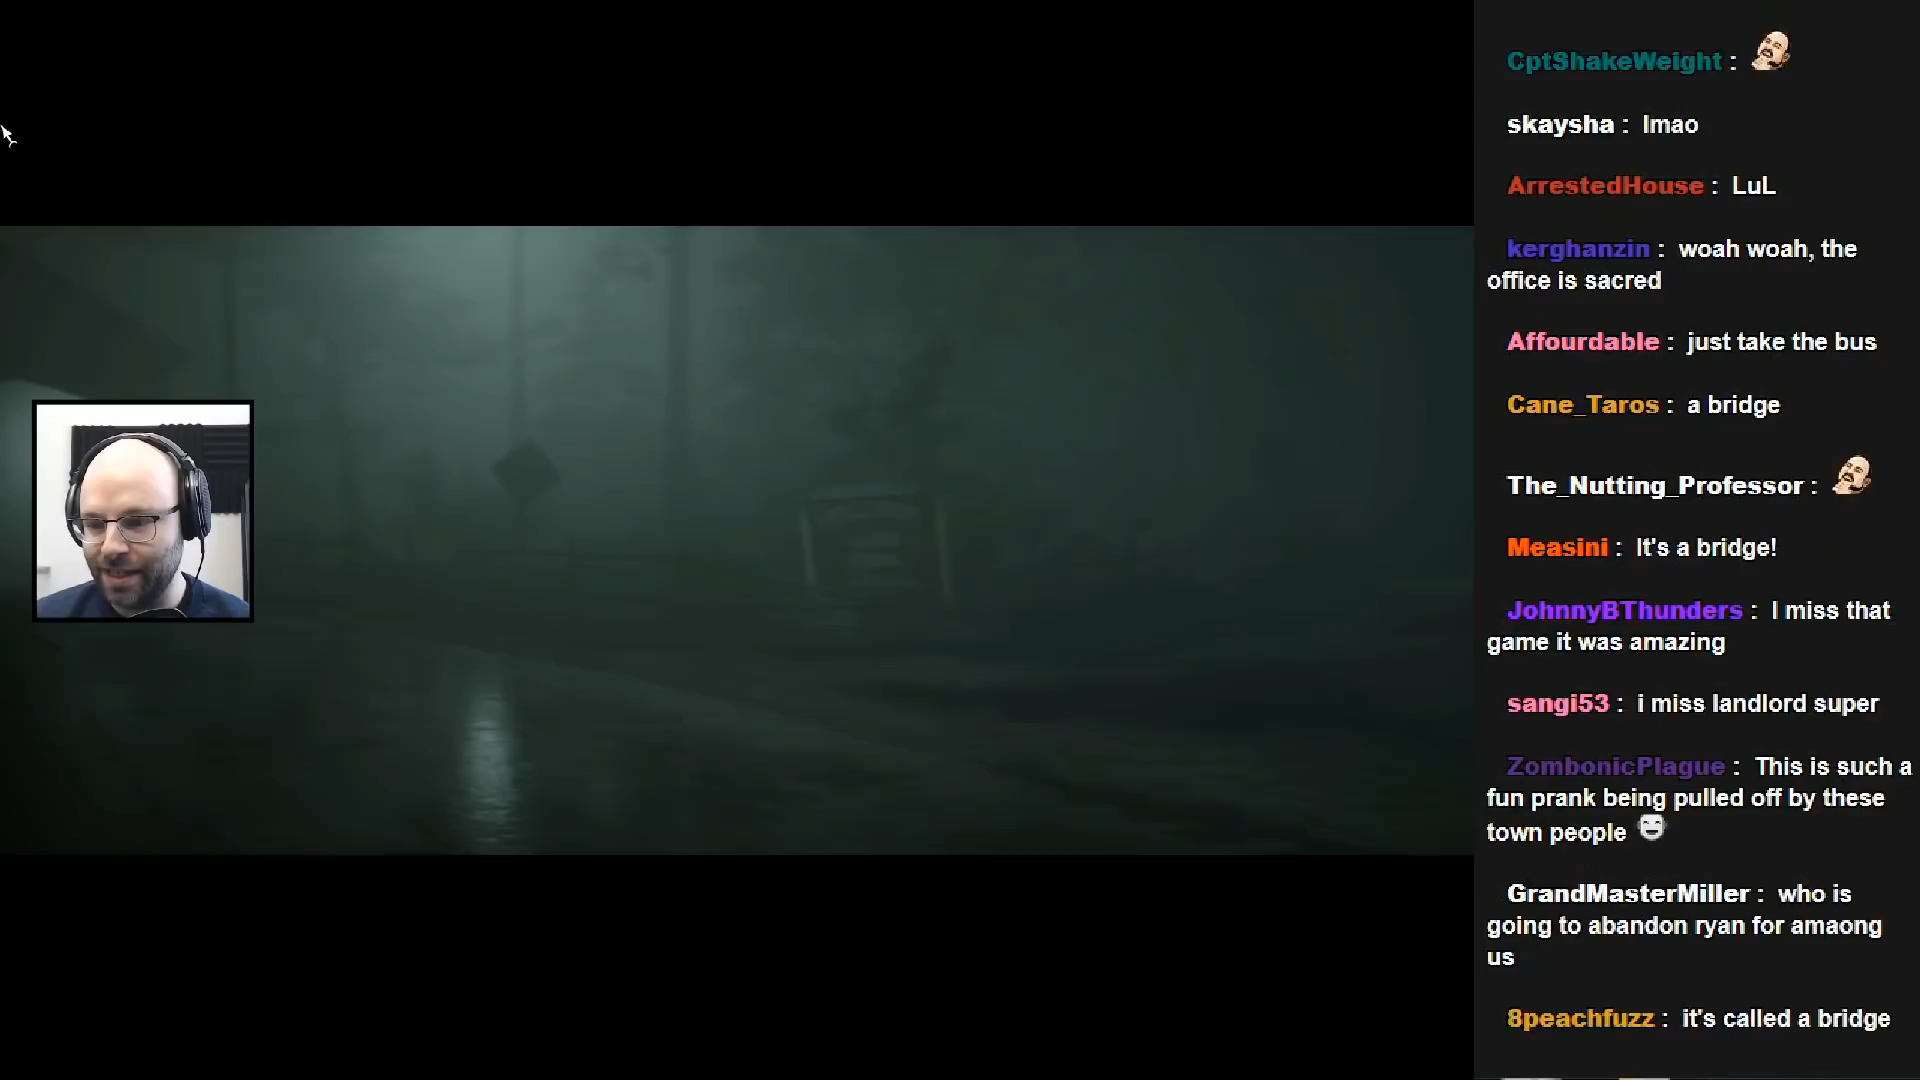 CptShakeWeight :
skaysha : lmao
ArrestedHouse : LuL
kerghanzin : woah woah, the
office is sacred
Affourdable : just take the bus
Cane_Taros : a bridge
The_Nutting_Professor :
Measini : It's a bridge!
JohnnyBThunders : I miss that
game it was amazing
sangi53 : i miss landlord super
ZombonicPlague : This is such a
fun prank being pulled off by these
town people
GrandMasterMiller : who is
going to abandon ryan for amaong
us
8peachfuzz : it's called a bridge